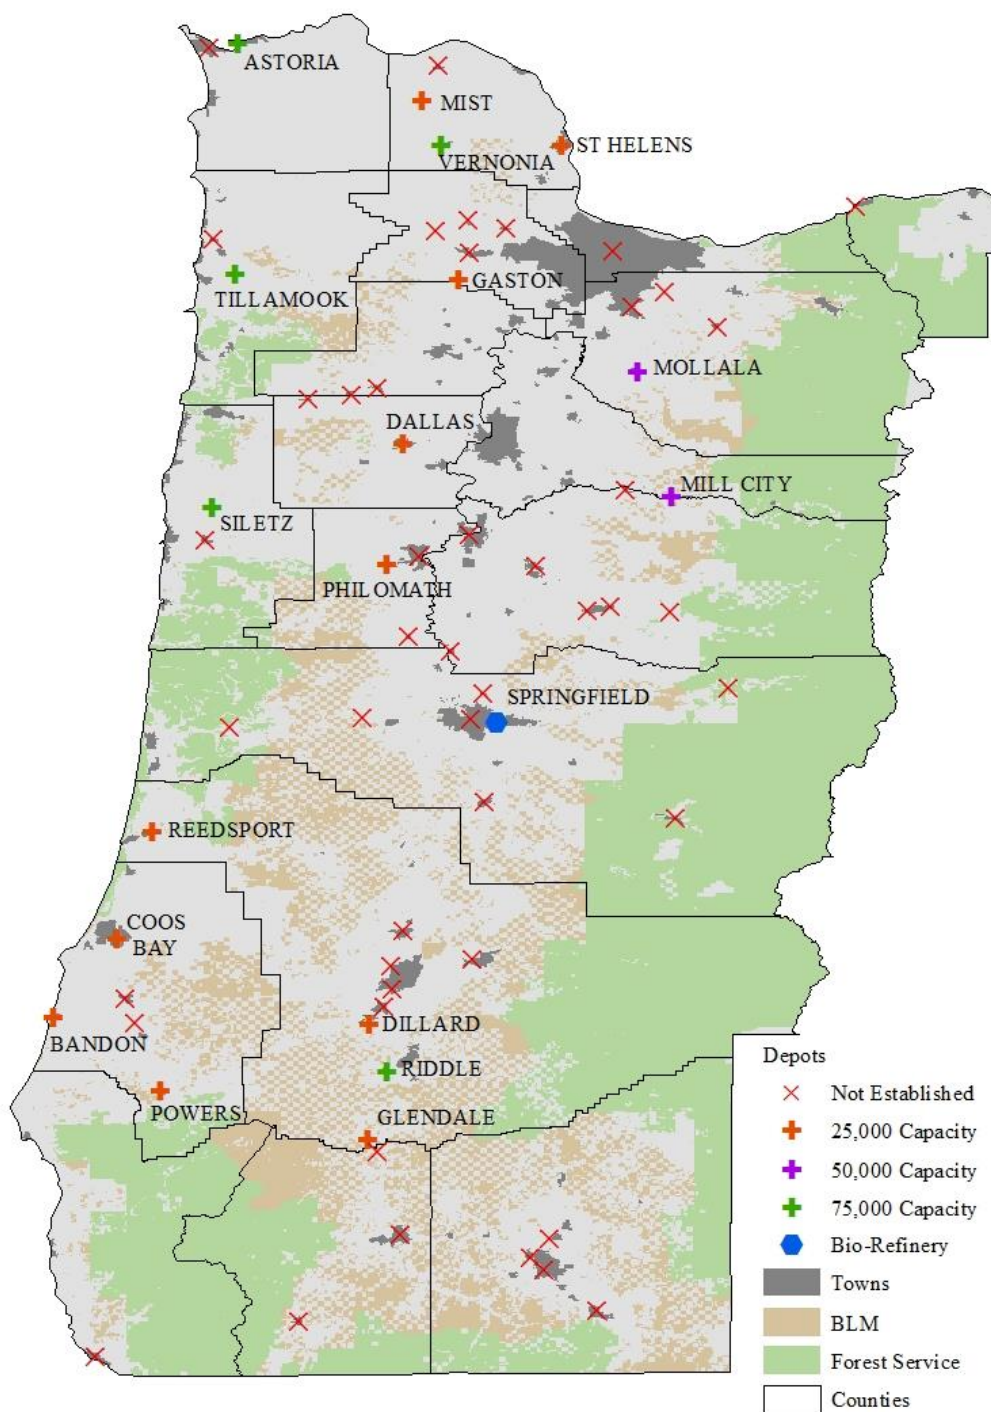 ASTORIA
MIST
ST HELENS
VERNONIA
GASTON
TILLAMOOK
MOLLALA
DALLAS
MILL CITY
SILETZ
PHILOMATH
SPRINGFIELD
REEDSPORT
COOS
BAY
BANDON
DILLARD
RIDDLE
POWERS
GLENDALE
Depots
Not Established
25,000 Capacity
50,000 Capacity
75,000 Capacity
Bio-Refinery
Towns
BLM
Forest Service
Counties